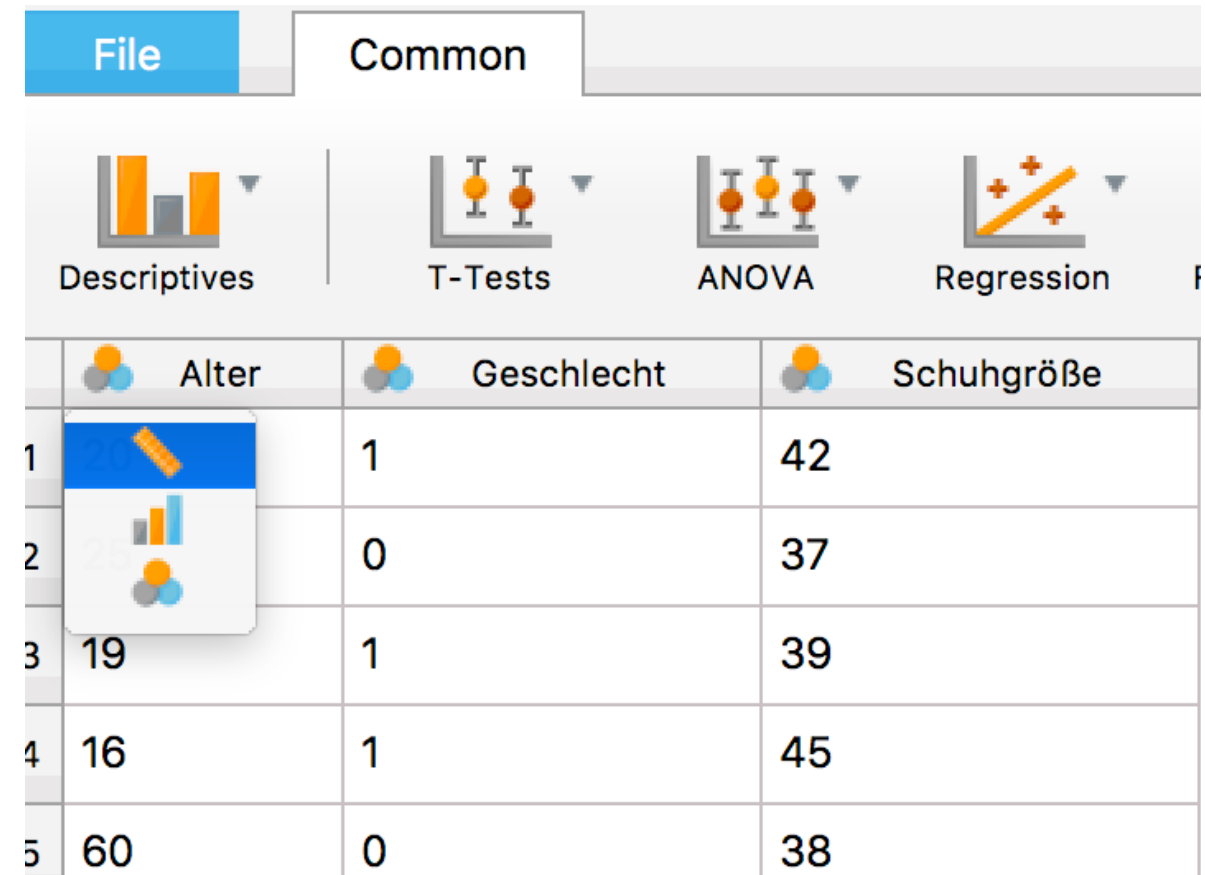 File Common
Descriptives T-Tests ANOVA Regression
Alter Geschlecht Schuhgröße
1 20 1 42
2 0 37
3 19 1 39
4 16 1 45
5 60 0 38